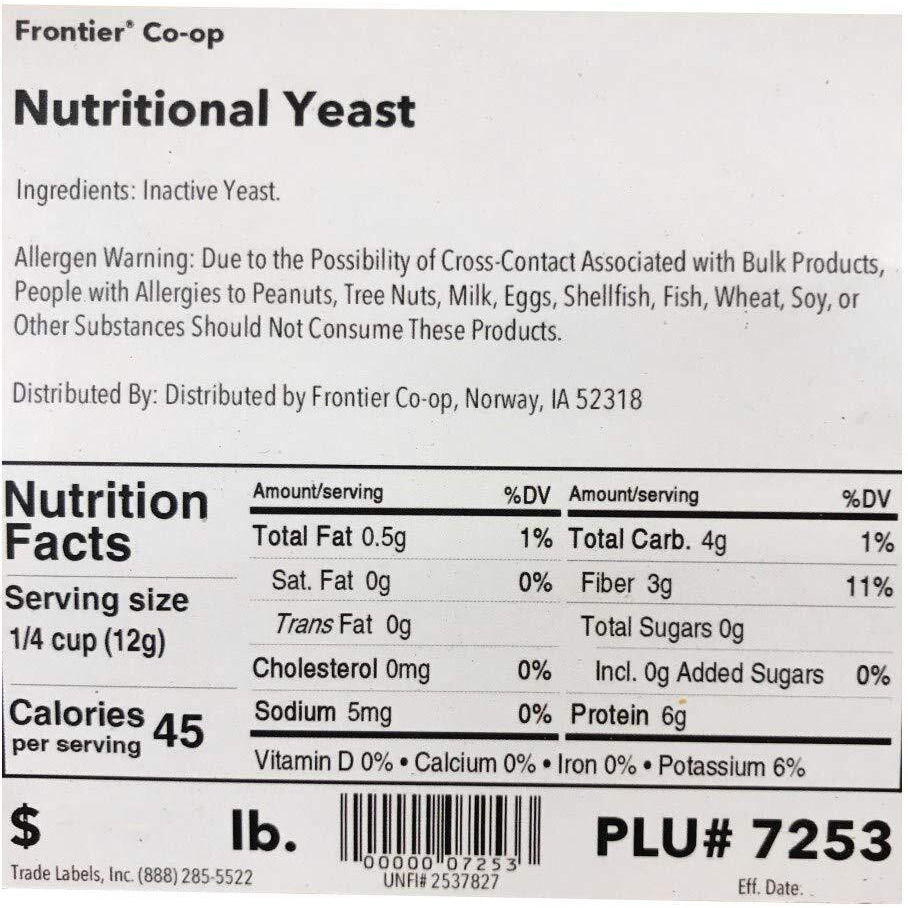 Frontier® Co-op
Nutritional Yeast
Ingredients: Inactive Yeast.
Allergen Warning: Due to the Possibility of Cross-Contact Associated with Bulk Products,
People with Allergies to Peanuts, Tree Nuts, Milk, Eggs, Shellfish, Fish, Wheat, Soy, or
Other Substances Should Not Consume These Products.
Distributed By: Distributed by Frontier Co-op, Norway, IA 52318
Nutrition
Facts
Serving size
1/4 cup (12g)
Calories 45
per serving
Amount/serving %DV
Total Fat 0.5g 1%
Sat. Fat 0g 0%
Trans Fat 0g
Cholesterol 0mg 0%
Sodium 5mg 0%
Amount/serving %DV
Total Carb. 4g 1%
Fiber 3g 11%
Total Sugars 0g
Incl. 0g Added Sugars 0%
Protein 6g
Vitamin D 0% • Calcium 0% • Iron 0% • Potassium 6%
$ lb.
Trade Labels, Inc. (888) 285-5522
00000 07253
UNFI# 2537827
PLU# 7253
Eff. Date.